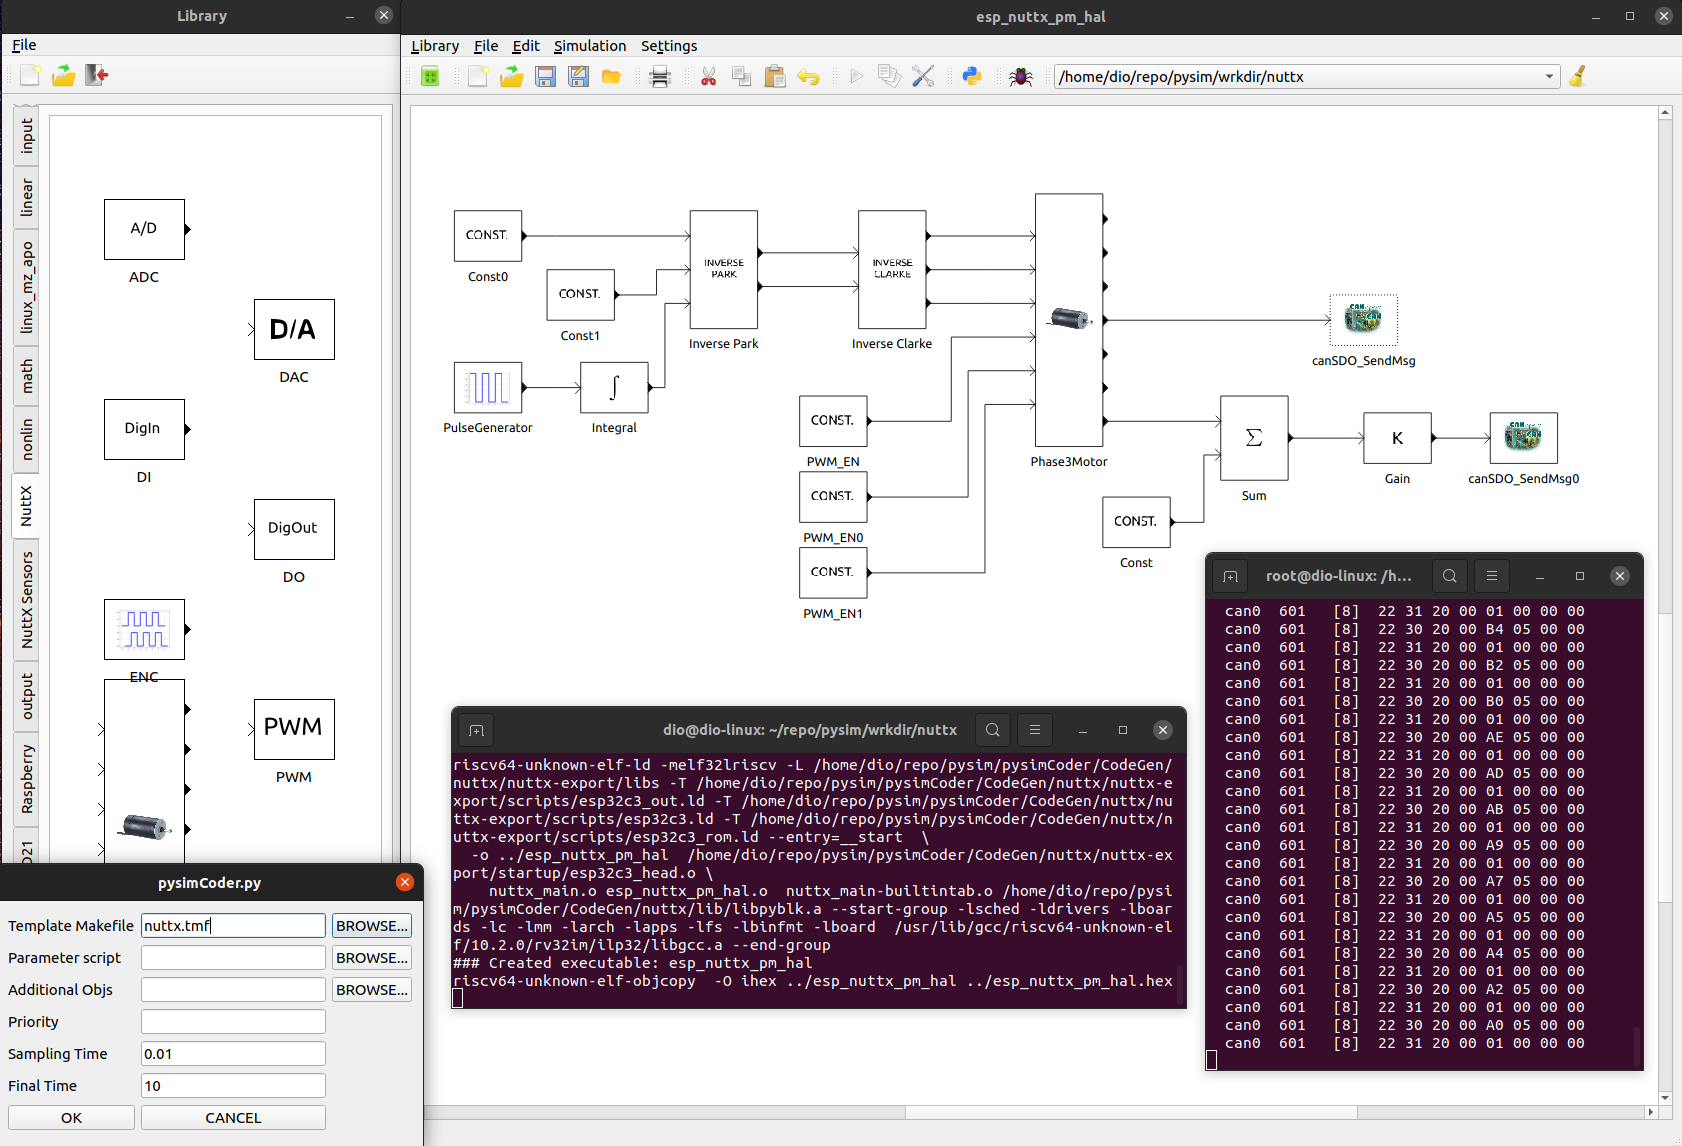 Library
File
input
linear
linux_mz_apo
math
nonlin
NuttX
NuttX Sensors
output
Raspberry
D21
A/D
ADC
D/A
DAC
DigIn
DI
DigOut
DO
ENC
PWM
PWM
esp_nuttx_pm_hal
Library File Edit Simulation Settings
/home/dio/repo/pysim/wrkdir/nuttx
CONST.
Const0
CONST.
Const1
PulseGenerator
∫
Integral
INVERSE
PARK
Inverse Park
INVERSE
CLARKE
Inverse Clarke
CONST.
PWM_EN
CONST.
PWM_EN0
CONST.
PWM_EN1
Phase3Motor
CAN
CAN
canSDO_SendMsg
CONST.
Const
Σ
Sum
K
Gain
CAN
canSDO_SendMsg0
pysimCoder.py
Template Makefile nuttx.tmf BROWSE...
Parameter script BROWSE...
Additional Objs BROWSE...
Priority
Sampling Time 0.01
Final Time 10
OK CANCEL
dio@dio-linux: ~/repo/pysim/wrkdir/nuttx
riscv64-unknown-elf-ld -melf32lriscv -L /home/dio/repo/pysim/pysimCoder/CodeGen/
nuttx/nuttx-export/libs -T /home/dio/repo/pysim/pysimCoder/CodeGen/nuttx/nuttx-e
xport/scripts/esp32c3_out.ld -T /home/dio/repo/pysim/pysimCoder/CodeGen/nuttx/nu
ttx-export/scripts/esp32c3.ld -T /home/dio/repo/pysim/pysimCoder/CodeGen/nuttx/n
uttx-export/scripts/esp32c3_rom.ld --entry=__start \
-o ../esp_nuttx_pm_hal /home/dio/repo/pysim/pysimCoder/CodeGen/nuttx/nuttx-ex
port/startup/esp32c3_head.o \
nuttx_main.o esp_nuttx_pm_hal.o nuttx_main-builtintab.o /home/dio/repo/pysi
m/pysimCoder/CodeGen/nuttx/lib/libpyblk.a --start-group -lsched -ldrivers -lboar
ds -lc -lmm -larch -lapps -lfs -lbinfmt -lboard /usr/lib/gcc/riscv64-unknown-el
f/10.2.0/rv32im/ilp32/libgcc.a --end-group
### Created executable: esp_nuttx_pm_hal
riscv64-unknown-elf-objcopy -O ihex ../esp_nuttx_pm_hal ../esp_nuttx_pm_hal.hex
root@dio-linux: /h...
can0 601 [8] 22 31 20 00 01 00 00 00
can0 601 [8] 22 30 20 00 B4 05 00 00
can0 601 [8] 22 31 20 00 01 00 00 00
can0 601 [8] 22 30 20 00 B2 05 00 00
can0 601 [8] 22 31 20 00 01 00 00 00
can0 601 [8] 22 30 20 00 B0 05 00 00
can0 601 [8] 22 31 20 00 01 00 00 00
can0 601 [8] 22 30 20 00 AE 05 00 00
can0 601 [8] 22 31 20 00 01 00 00 00
can0 601 [8] 22 30 20 00 AD 05 00 00
can0 601 [8] 22 31 20 00 01 00 00 00
can0 601 [8] 22 30 20 00 AB 05 00 00
can0 601 [8] 22 31 20 00 01 00 00 00
can0 601 [8] 22 30 20 00 A9 05 00 00
can0 601 [8] 22 31 20 00 01 00 00 00
can0 601 [8] 22 30 20 00 A7 05 00 00
can0 601 [8] 22 31 20 00 01 00 00 00
can0 601 [8] 22 30 20 00 A5 05 00 00
can0 601 [8] 22 31 20 00 01 00 00 00
can0 601 [8] 22 30 20 00 A4 05 00 00
can0 601 [8] 22 31 20 00 01 00 00 00
can0 601 [8] 22 30 20 00 A2 05 00 00
can0 601 [8] 22 31 20 00 01 00 00 00
can0 601 [8] 22 30 20 00 A0 05 00 00
can0 601 [8] 22 31 20 00 01 00 00 00